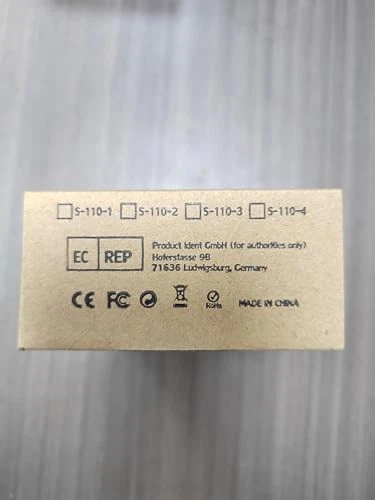 S-110-1 S-110-2 S-110-3 S-110-4
EC REP
Product Ident GmbH (for authorities only)
Hoferstasse 9B
71636 Ludwigsburg, Germany
CE FC RoHS MADE IN CHINA